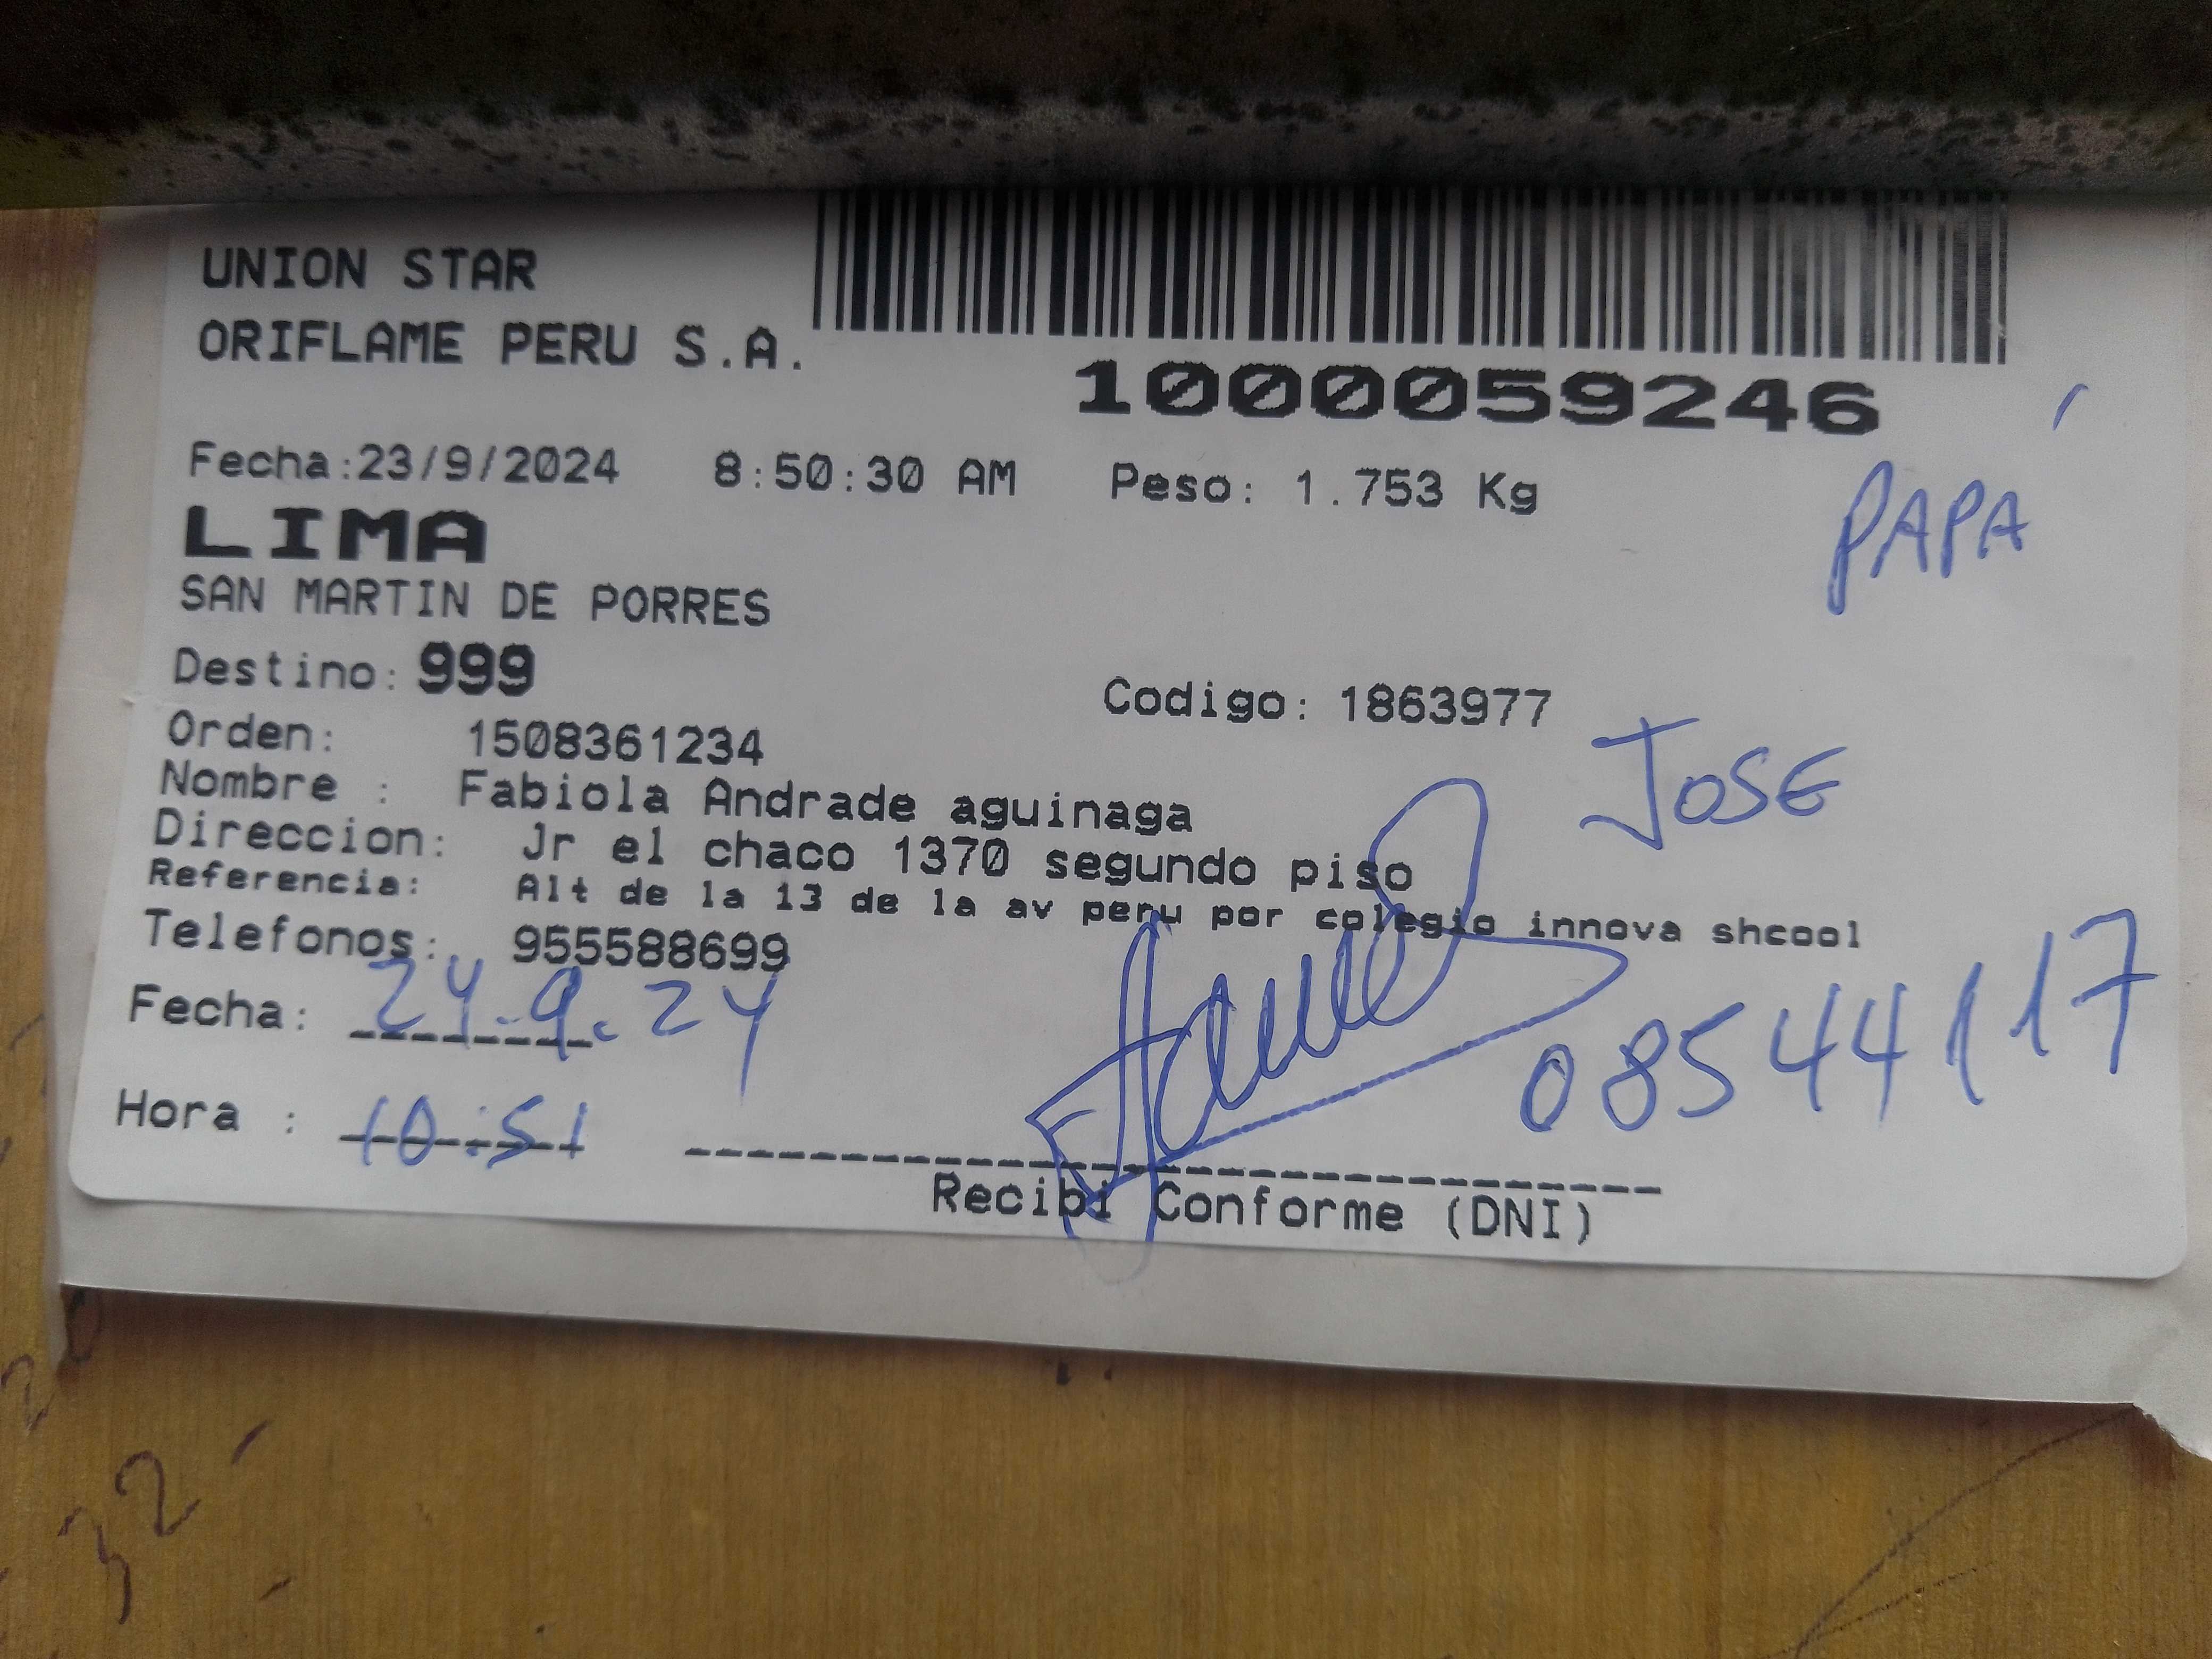 UNION STAR
ORIFLAME PERU S.A.
1000059246
Fecha:23/9/2024 8:50:30 AM Peso: 1.753 Kg
LIMA
PAPÁ
SAN MARTIN DE PORRES
Destino: 999
Codigo: 1863977
Orden: 1508361234
JOSE
Nombre : Fabiola Andrade aguinaga
Direccion: Jr el chaco 1370 segundo piso
Referencia: Alt de la 13 de la av peru por colegio innova shcool
Telefonos: 955588699
Fecha: 24.9.24
08544117
Hora : 10:51
Recibi Conforme (DNI)
32